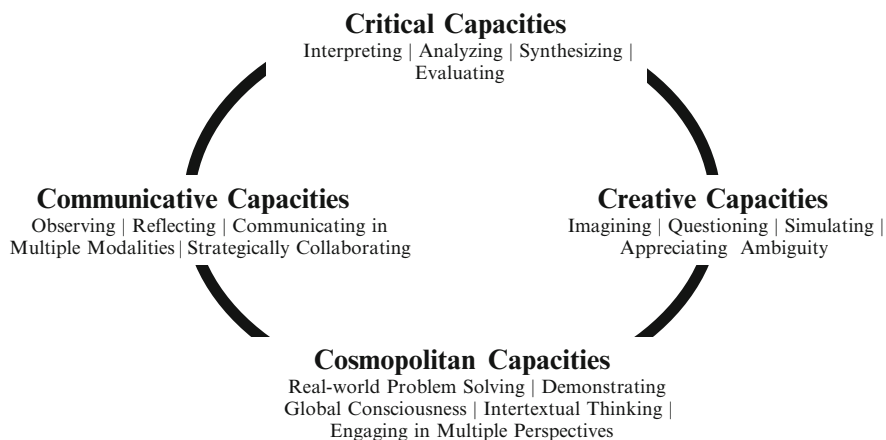 Critical Capacities
Interpreting | Analyzing | Synthesizing |
Evaluating
Communicative Capacities
Observing | Reflecting | Communicating in
Multiple Modalities | Strategically Collaborating
Creative Capacities
Imagining | Questioning | Simulating |
Appreciating Ambiguity
Cosmopolitan Capacities
Real-world Problem Solving | Demonstrating
Global Consciousness | Intertextual Thinking |
Engaging in Multiple Perspectives